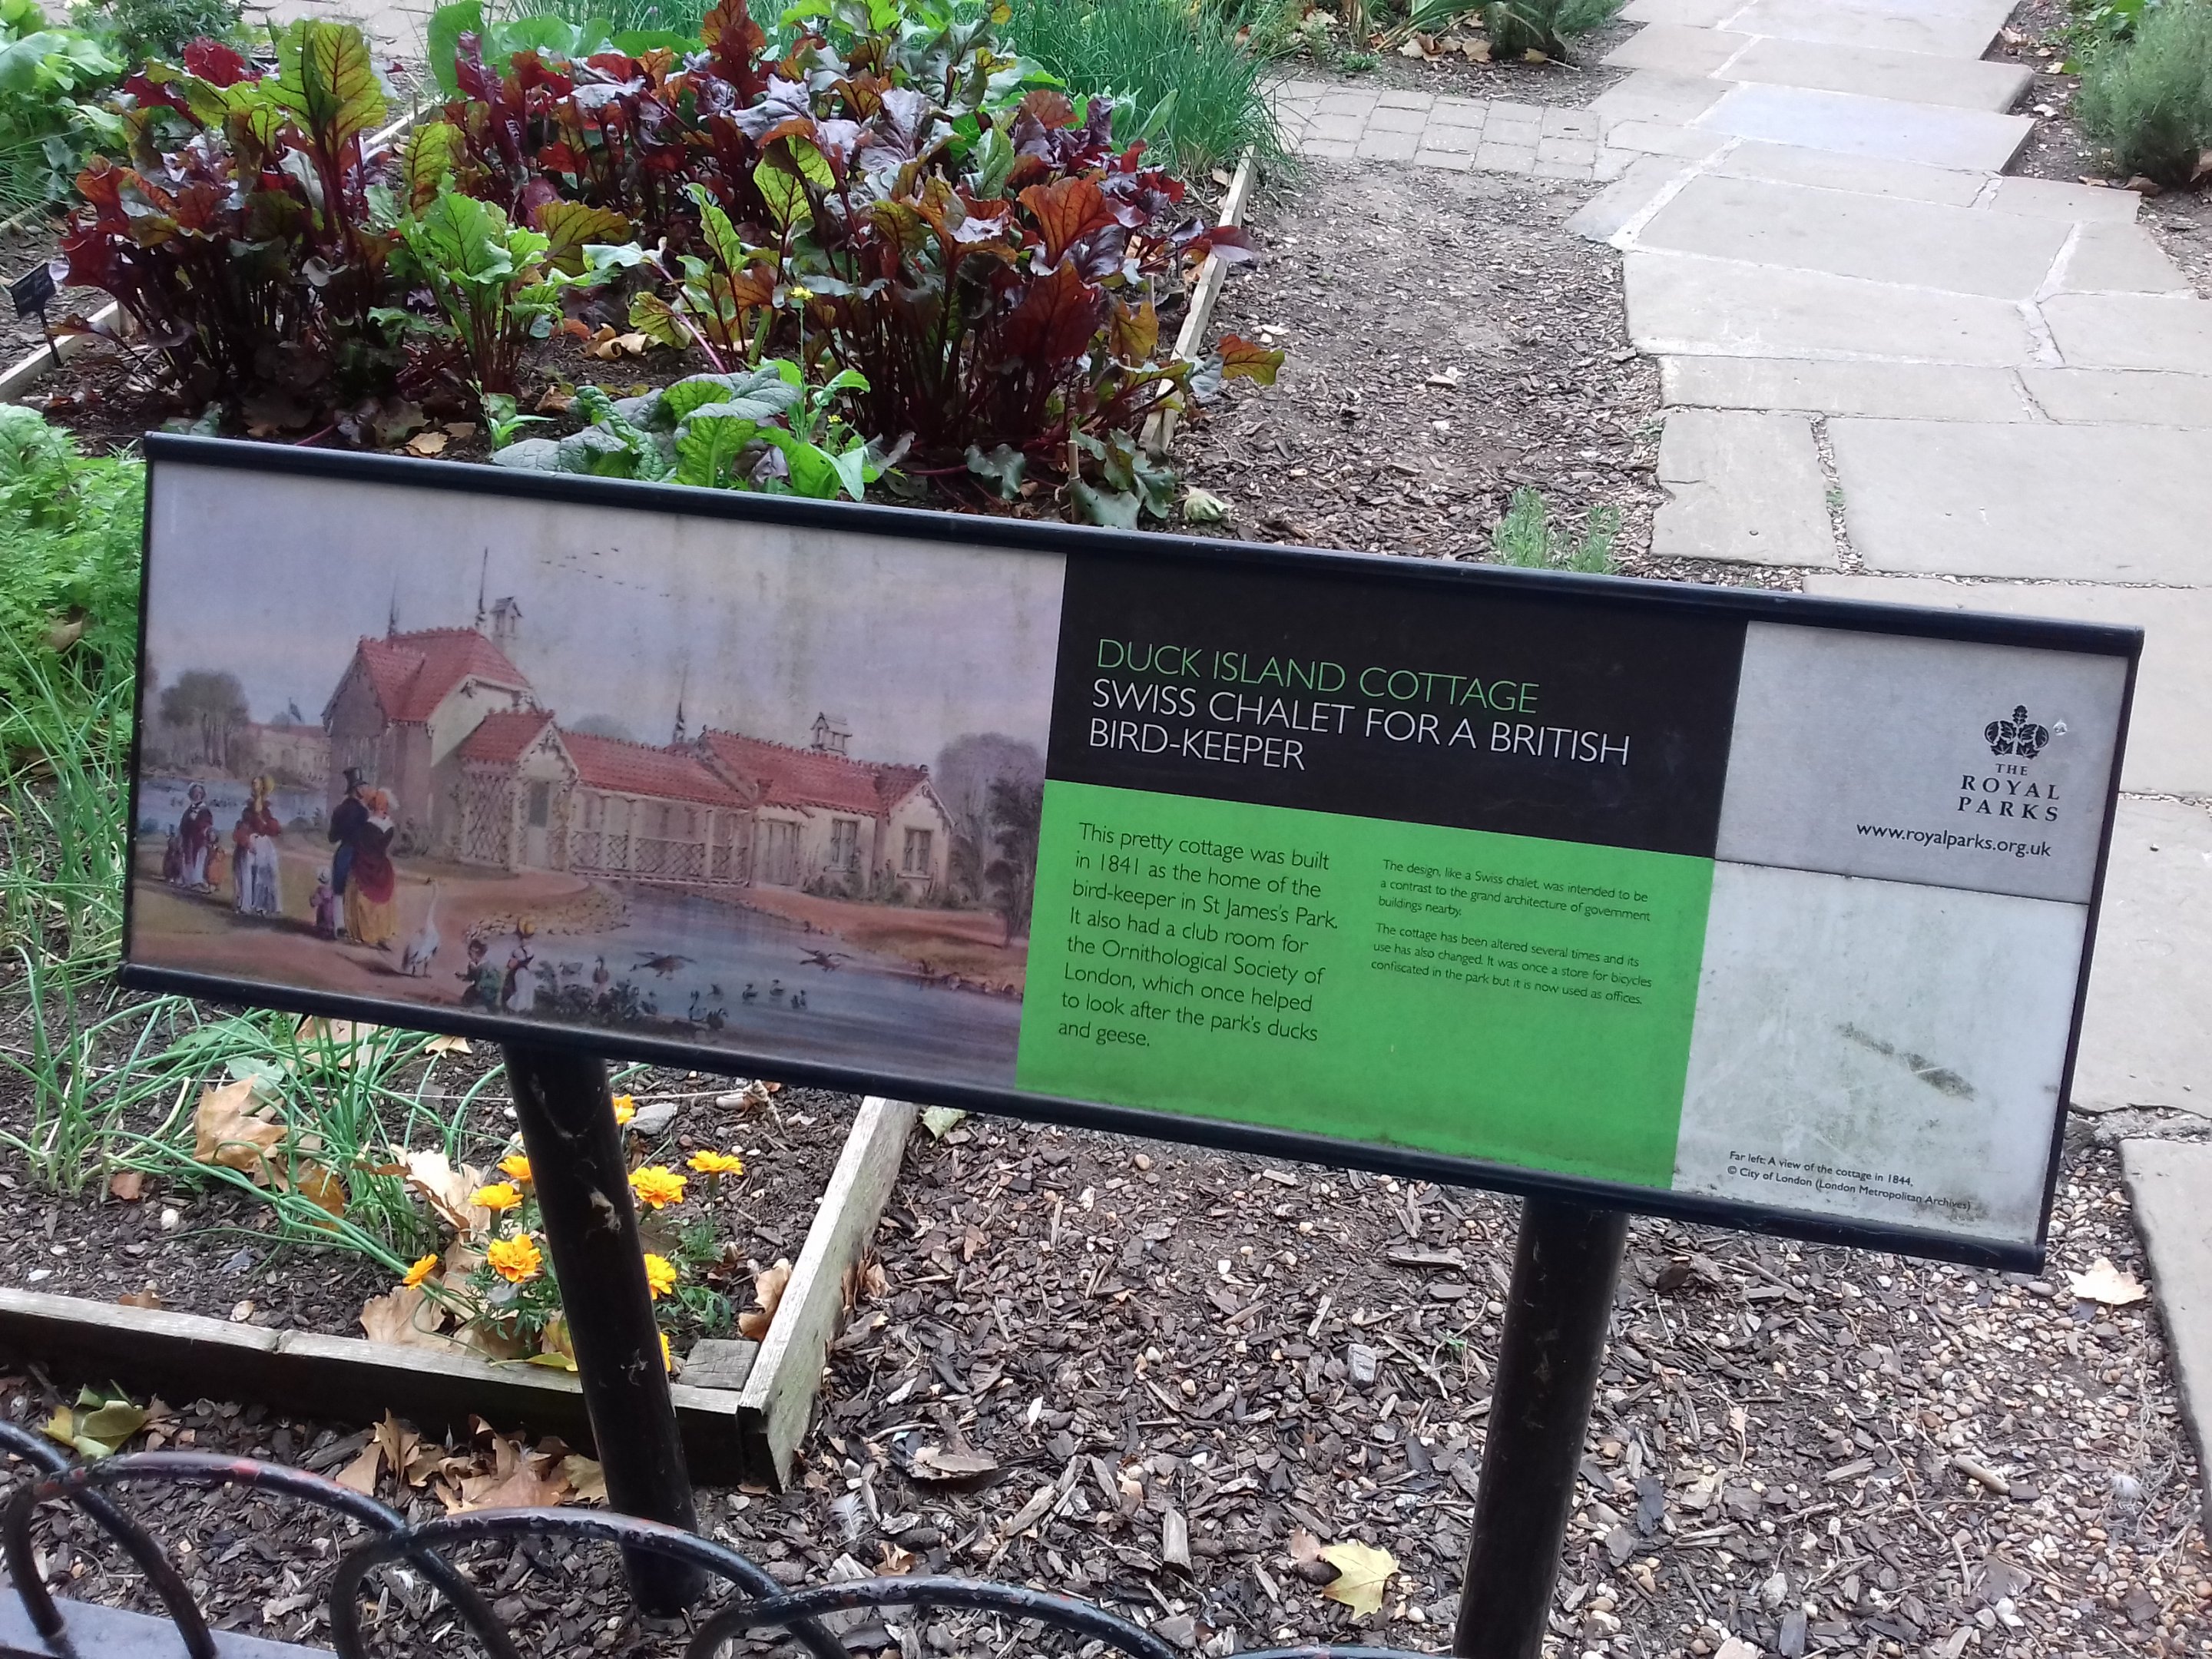 DUCK ISLAND COTTAGE
SWISS CHALET FOR A BRITISH
BIRD-KEEPER
This pretty cottage was built
in 1841 as the home of the
bird-keeper in St James's Park.
It also had a club room for
the Ornithological Society of
London, which once helped
to look after the park's ducks
and geese.
The design, like a Swiss chalet, was intended to be
a contrast to the grand architecture of government
buildings nearby.
The cottage has been altered several times and its
use has also changed. It was once a store for bicycles
confiscated in the park but it is now used as offices.
THE
ROYAL
PARKS
www.royalparks.org.uk
Far left: A view of the cottage in 1844.
© City of London (London Metropolitan Archives)